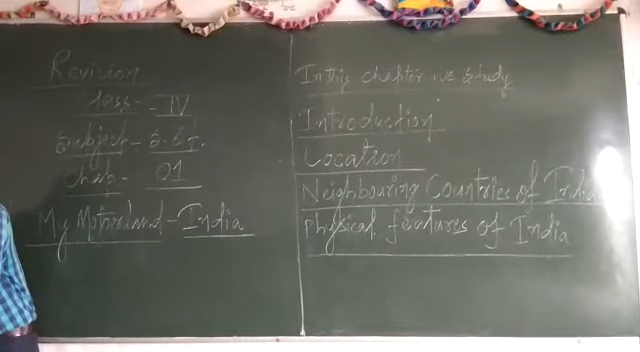 Revision
Class - IV
Subject - S.St.
Chap - 01
My Motherland - India
In this chapter we study
Introduction
Location
Neighbouring Countries of India
Physical features of India